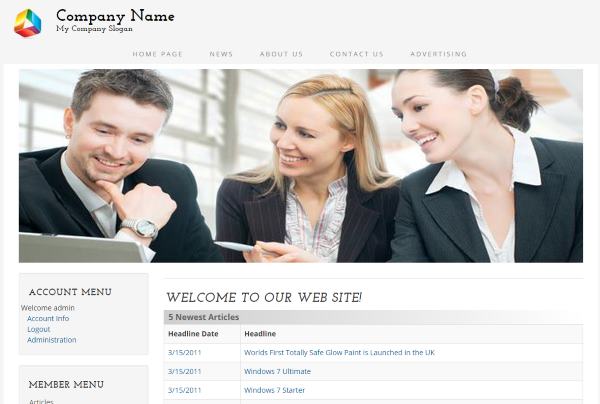 Company Name
My Company Slogan
HOME PAGE NEWS ABOUT US CONTACT US ADVERTISING
ACCOUNT MENU
Welcome admin
Account Info
Logout
Administration
MEMBER MENU
Articles
WELCOME TO OUR WEB SITE!
5 Newest Articles
Headline Date Headline
3/15/2011 Worlds First Totally Safe Glow Paint is Launched in the UK
3/15/2011 Windows 7 Ultimate
3/15/2011 Windows 7 Starter